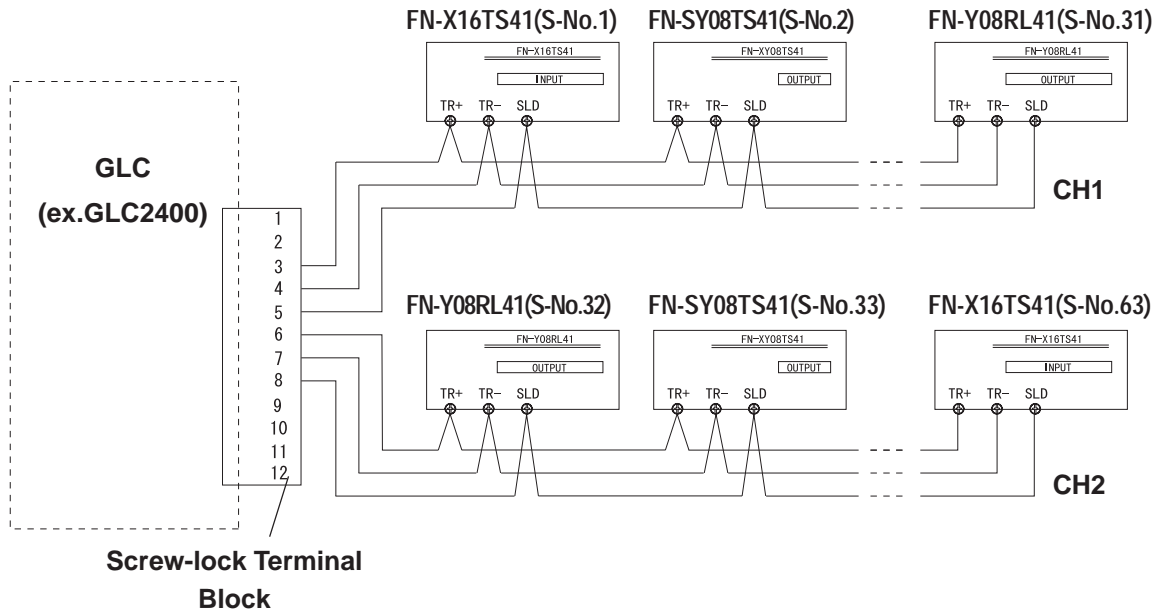 FN-X16TS41(S-No.1) FN-SY08TS41(S-No.2) FN-Y08RL41(S-No.31)
FN-X16TS41 FN-XY08TS41 FN-Y08RL41
INPUT OUTPUT OUTPUT
TR+ TR- SLD TR+ TR- SLD TR+ TR- SLD
GLC
(ex.GLC2400)
CH1
1
2
3
4
5
6
7
8
9
10
11
12
FN-Y08RL41(S-No.32) FN-SY08TS41(S-No.33) FN-X16TS41(S-No.63)
FN-Y08RL41 FN-XY08TS41 FN-X16TS41
OUTPUT OUTPUT INPUT
TR+ TR- SLD TR+ TR- SLD TR+ TR- SLD
CH2
Screw-lock Terminal
Block